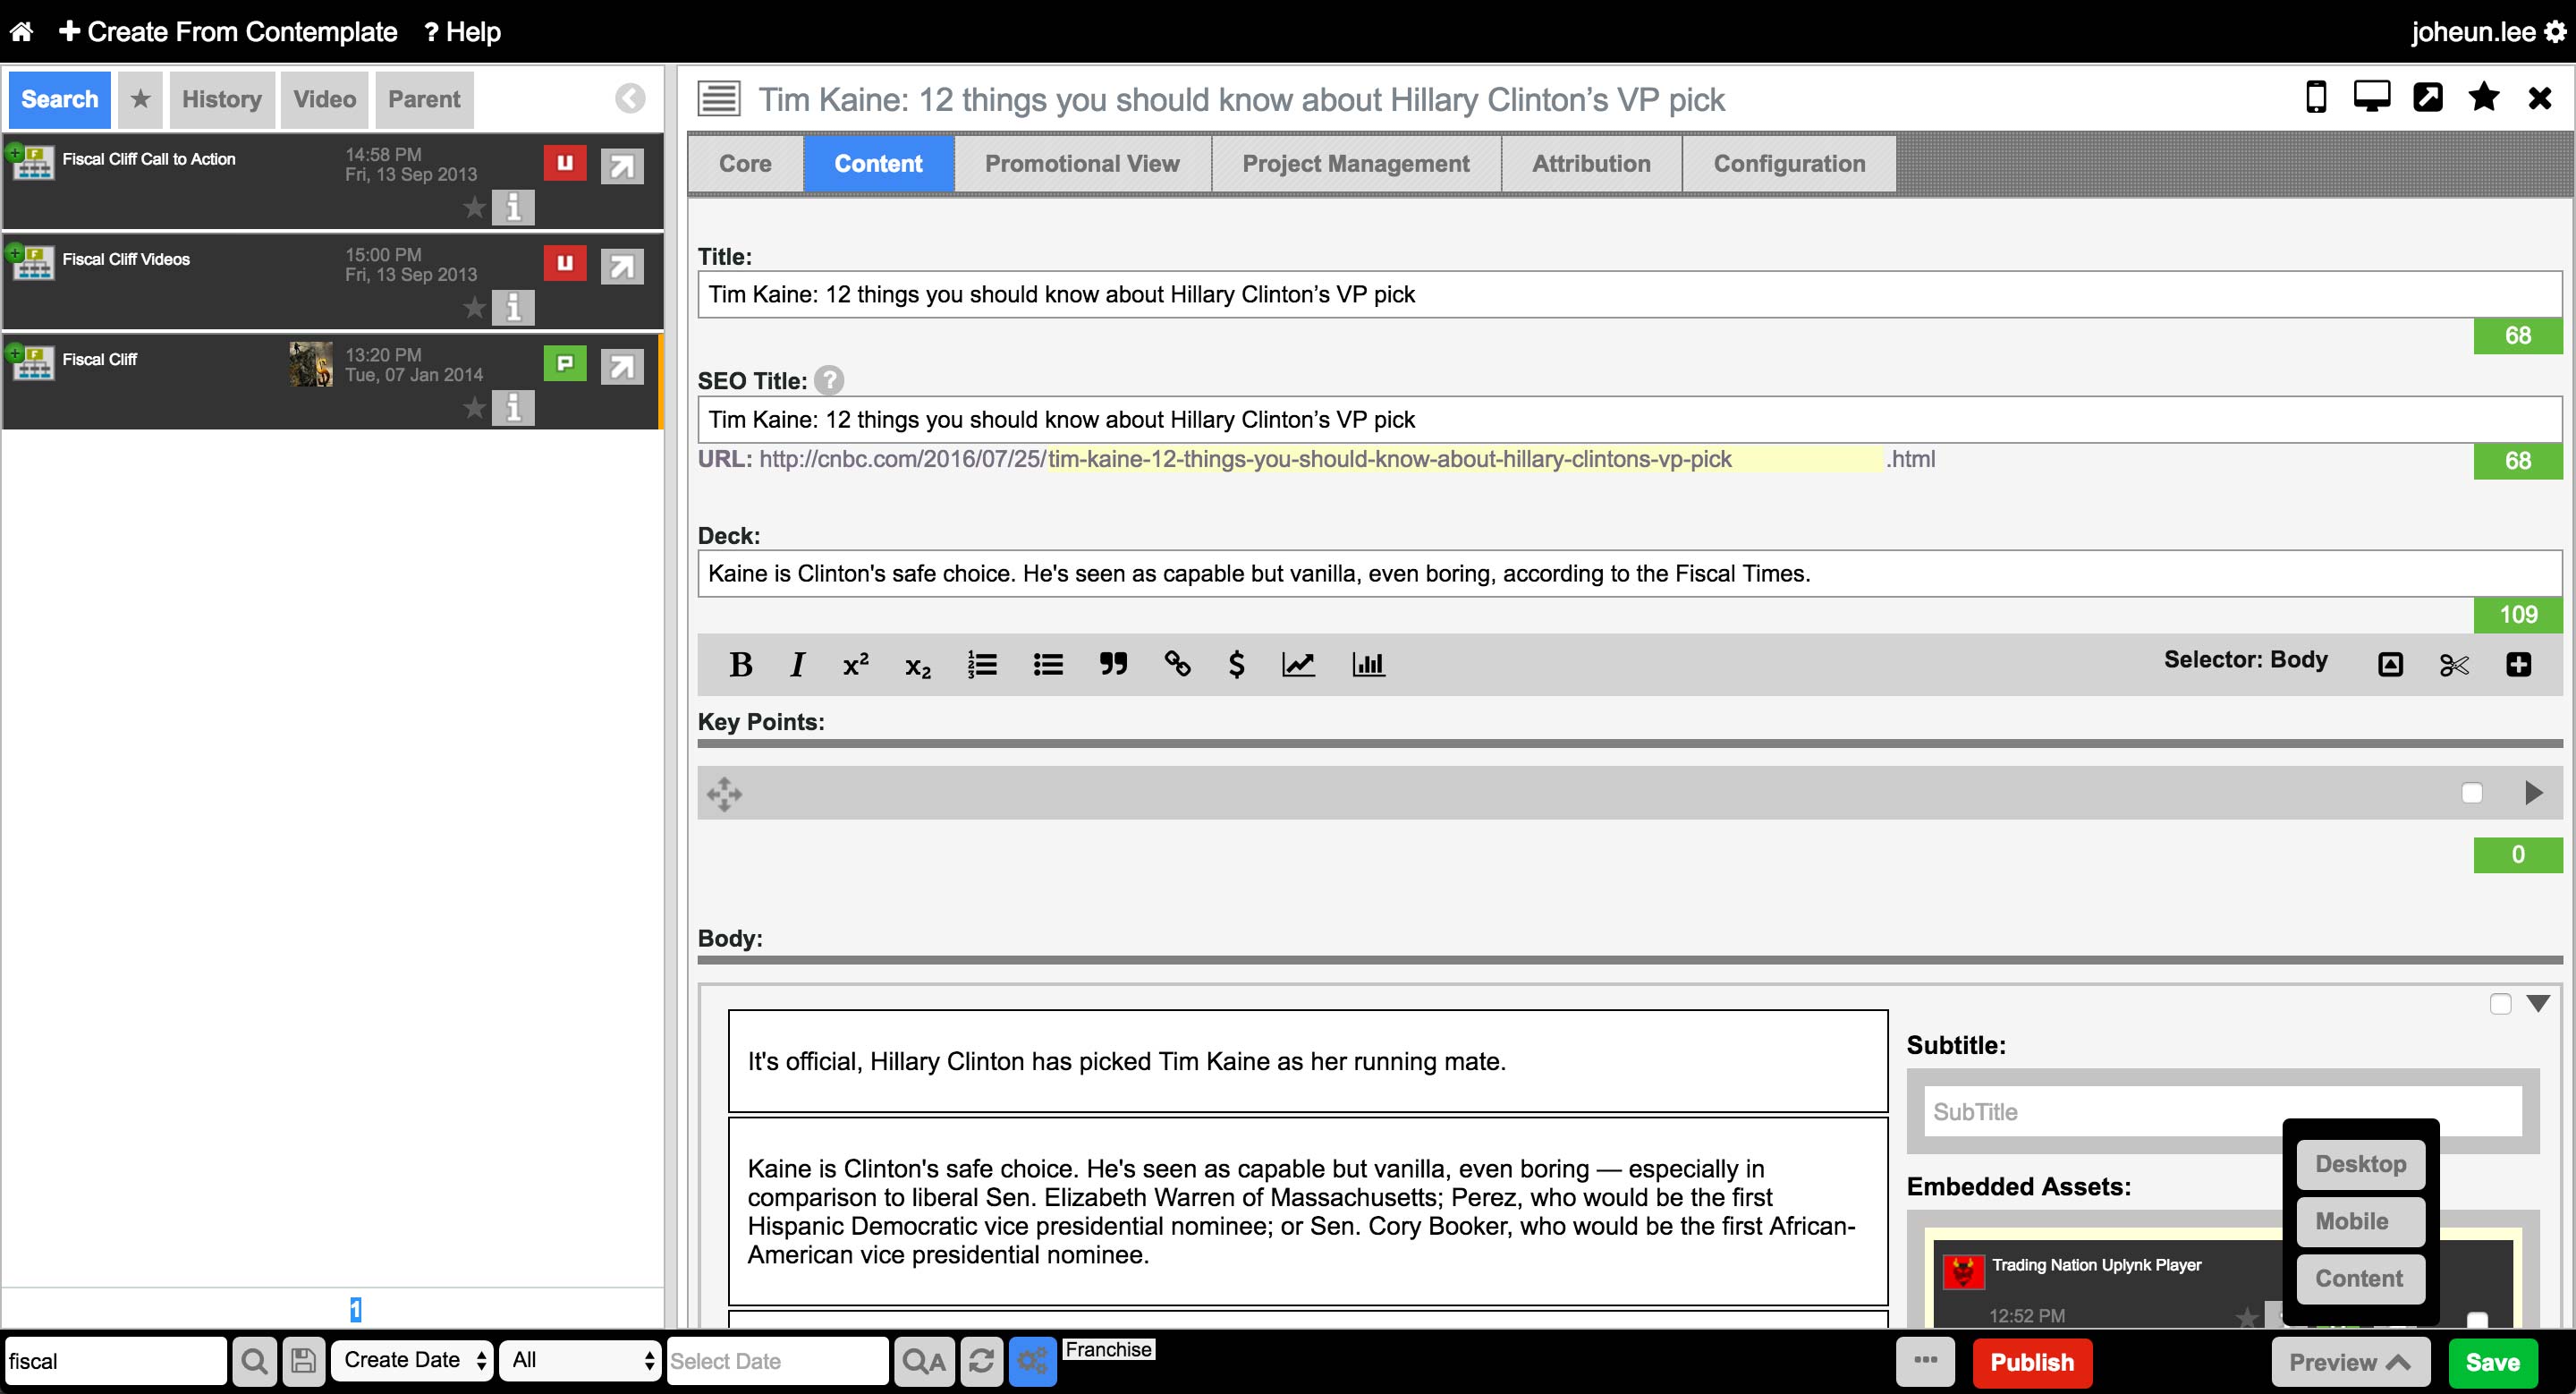 Create From Contemplate
? Help
joheun.lee
Search
History
Video
Parent
Fiscal Cliff Call to Action
14:58 PM
Fri, 13 Sep 2013
U
i
Fiscal Cliff Videos
15:00 PM
Fri, 13 Sep 2013
U
i
Fiscal Cliff
13:20 PM
Tue, 07 Jan 2014
P
i
1
Tim Kaine: 12 things you should know about Hillary Clinton’s VP pick
Core
Content
Promotional View
Project Management
Attribution
Configuration
Title:
Tim Kaine: 12 things you should know about Hillary Clinton’s VP pick
68
SEO Title: ?
Tim Kaine: 12 things you should know about Hillary Clinton’s VP pick
URL: http://cnbc.com/2016/07/25/tim-kaine-12-things-you-should-know-about-hillary-clintons-vp-pick .html
68
Deck:
Kaine is Clinton's safe choice. He's seen as capable but vanilla, even boring, according to the Fiscal Times.
109
B I x² x₂ $
Selector: Body
Key Points:
0
Body:
It's official, Hillary Clinton has picked Tim Kaine as her running mate.
Kaine is Clinton's safe choice. He's seen as capable but vanilla, even boring — especially in
comparison to liberal Sen. Elizabeth Warren of Massachusetts; Perez, who would be the first
Hispanic Democratic vice presidential nominee; or Sen. Cory Booker, who would be the first African-
American vice presidential nominee.
Subtitle:
SubTitle
Embedded Assets:
Trading Nation Uplynk Player
12:52 PM
Desktop
Mobile
Content
fiscal
Create Date
All
Select Date
A
Franchise
...
Publish
Preview
Save